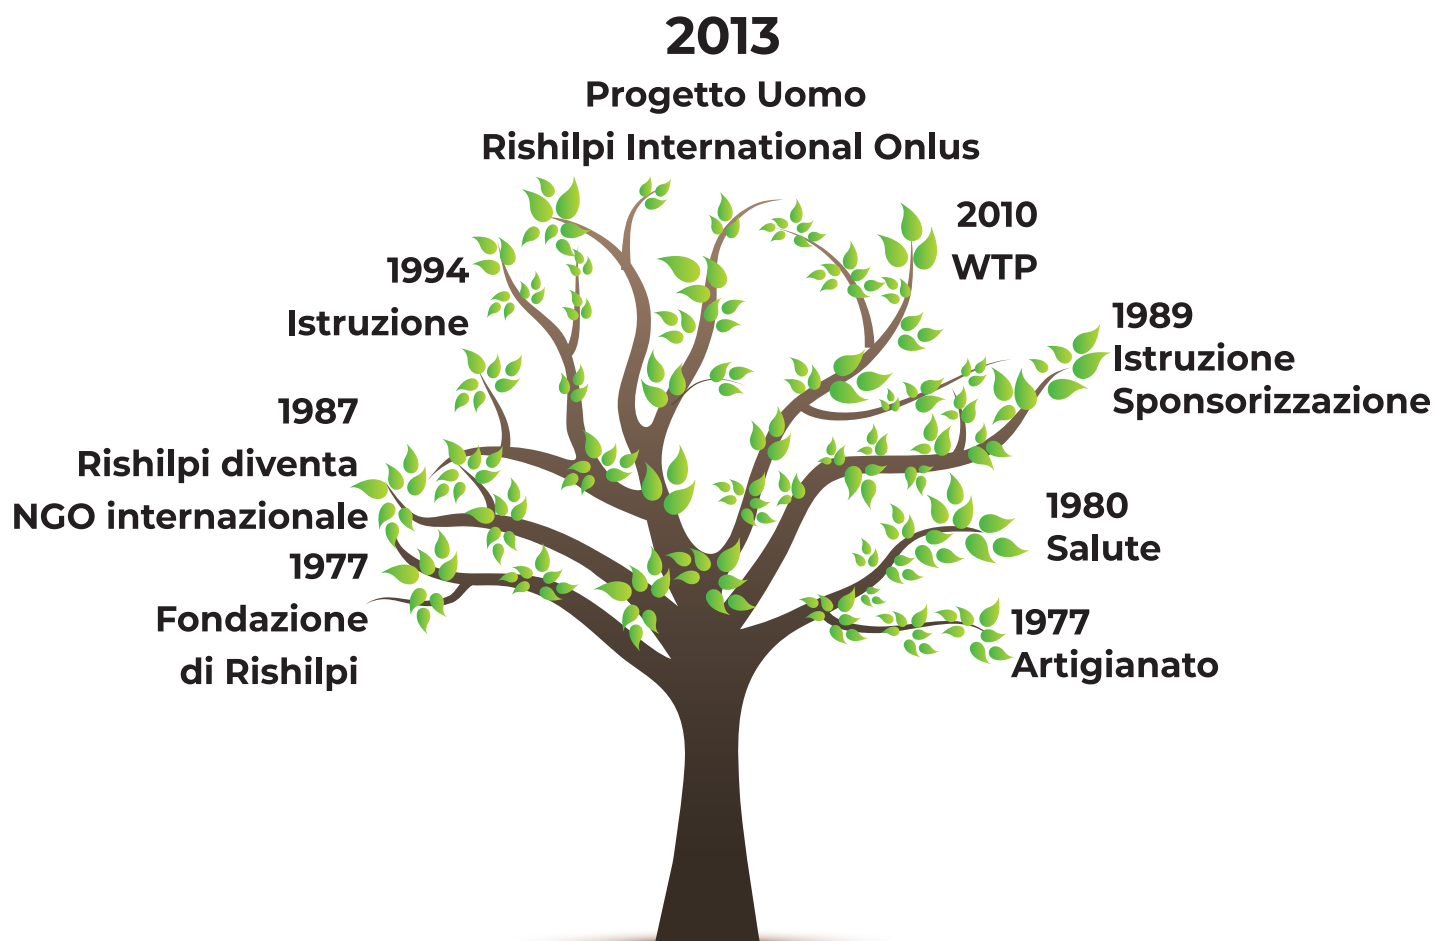 2013
Progetto Uomo
Rishilpi International Onlus
2010
WTP
1994
Istruzione
1989
Istruzione
Sponsorizzazione
1987
Rishilpi diventa
NGO internazionale
1980
Salute
1977
Fondazione
di Rishilpi
1977
Artigianato